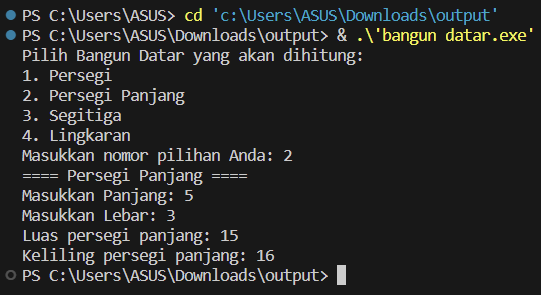 PS C:\Users\ASUS> cd 'c:\Users\ASUS\Downloads\output'
PS C:\Users\ASUS\Downloads\output> & .\'bangun datar.exe'
Pilih Bangun Datar yang akan dihitung:
1. Persegi
2. Persegi Panjang
3. Segitiga
4. Lingkaran
Masukkan nomor pilihan Anda: 2
==== Persegi Panjang ====
Masukkan Panjang: 5
Masukkan Lebar: 3
Luas persegi panjang: 15
Keliling persegi panjang: 16
PS C:\Users\ASUS\Downloads\output>